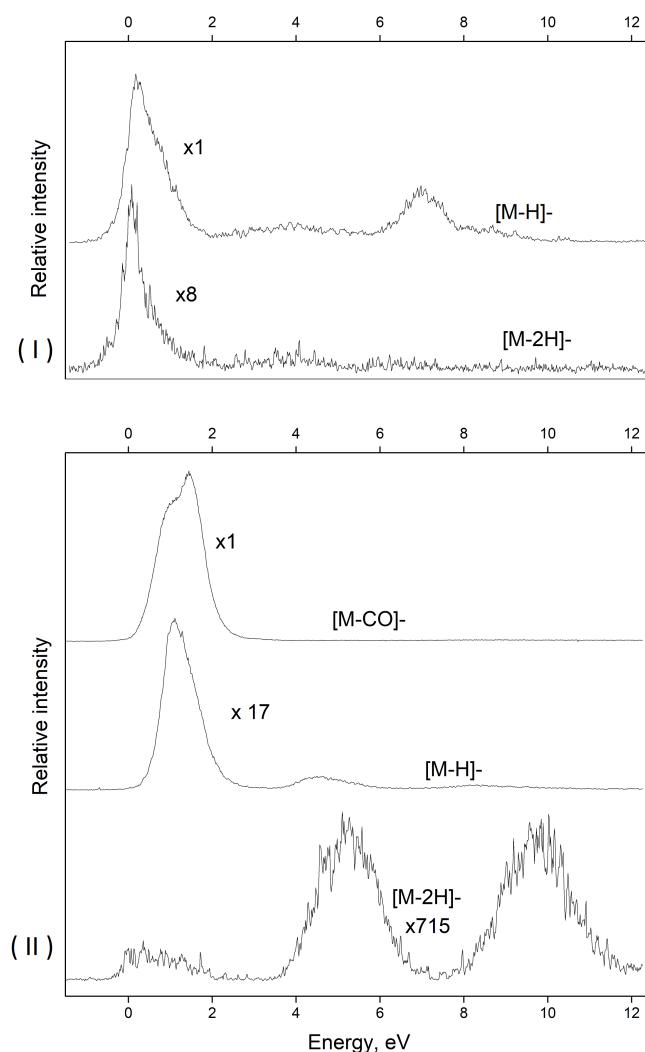 0 2 4 6 8 10 12
Relative intensity
x1
[M-H]-
x8
[M-2H]-
( I )
0 2 4 6 8 10 12
Relative intensity
x1
[M-CO]-
x 17
[M-H]-
[M-2H]-
x715
( II )
0 2 4 6 8 10 12
Energy, eV